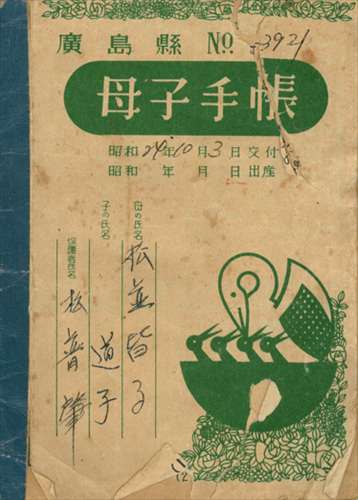 廣島縣 No. 3921
母子手帳
昭和24年10月3日交付
昭和 年 月 日出産
母の氏名
子の氏名 道子
保護者氏名